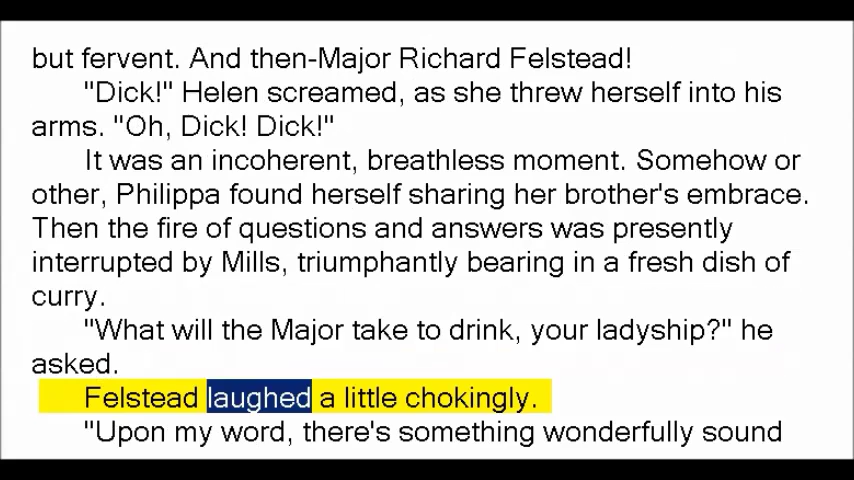 but fervent. And then-Major Richard Felstead!
"Dick!" Helen screamed, as she threw herself into his
arms. "Oh, Dick! Dick!"
It was an incoherent, breathless moment. Somehow or
other, Philippa found herself sharing her brother's embrace.
Then the fire of questions and answers was presently
interrupted by Mills, triumphantly bearing in a fresh dish of
curry.
"What will the Major take to drink, your ladyship?" he
asked.
Felstead laughed a little chokingly.
"Upon my word, there's something wonderfully sound